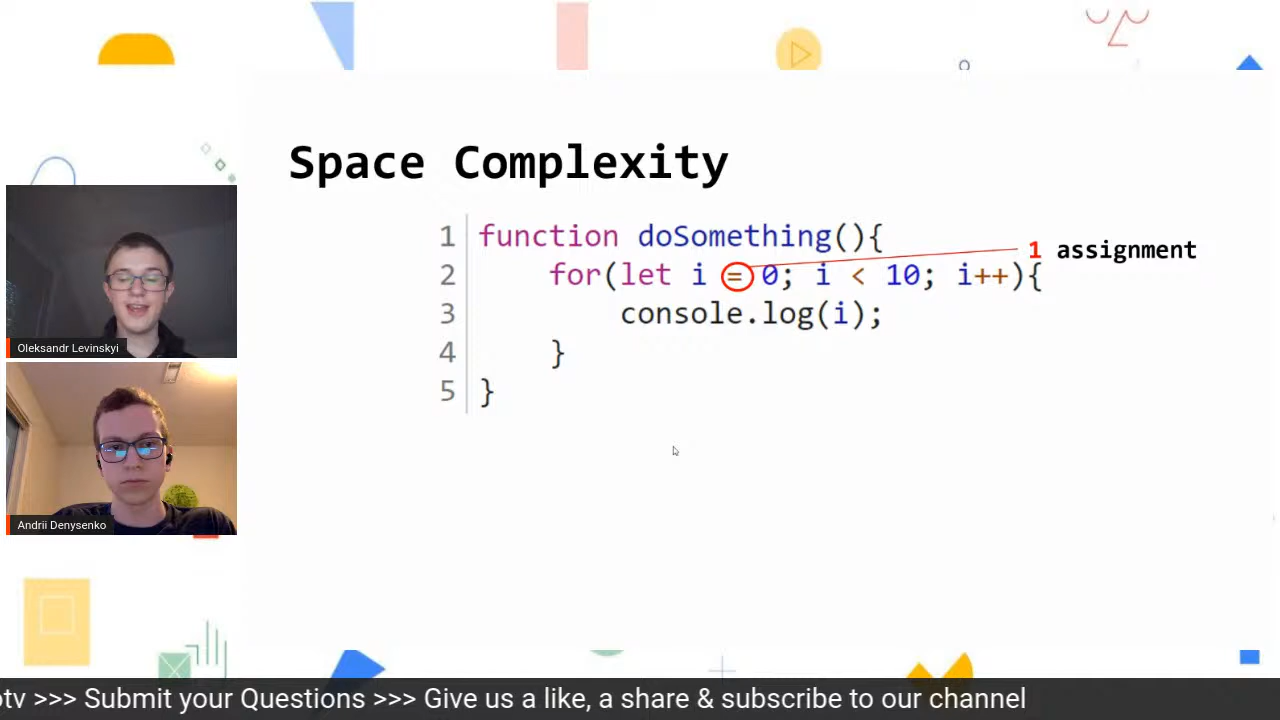 Space Complexity
1 function doSomething(){
1 assignment
2 for(let i = 0; i < 10; i++){
3 console.log(i);
4 }
5 }
Oleksandr Levinskyi
Andrii Denysenko
otv >>> Submit your Questions >>> Give us a like, a share & subscribe to our channel